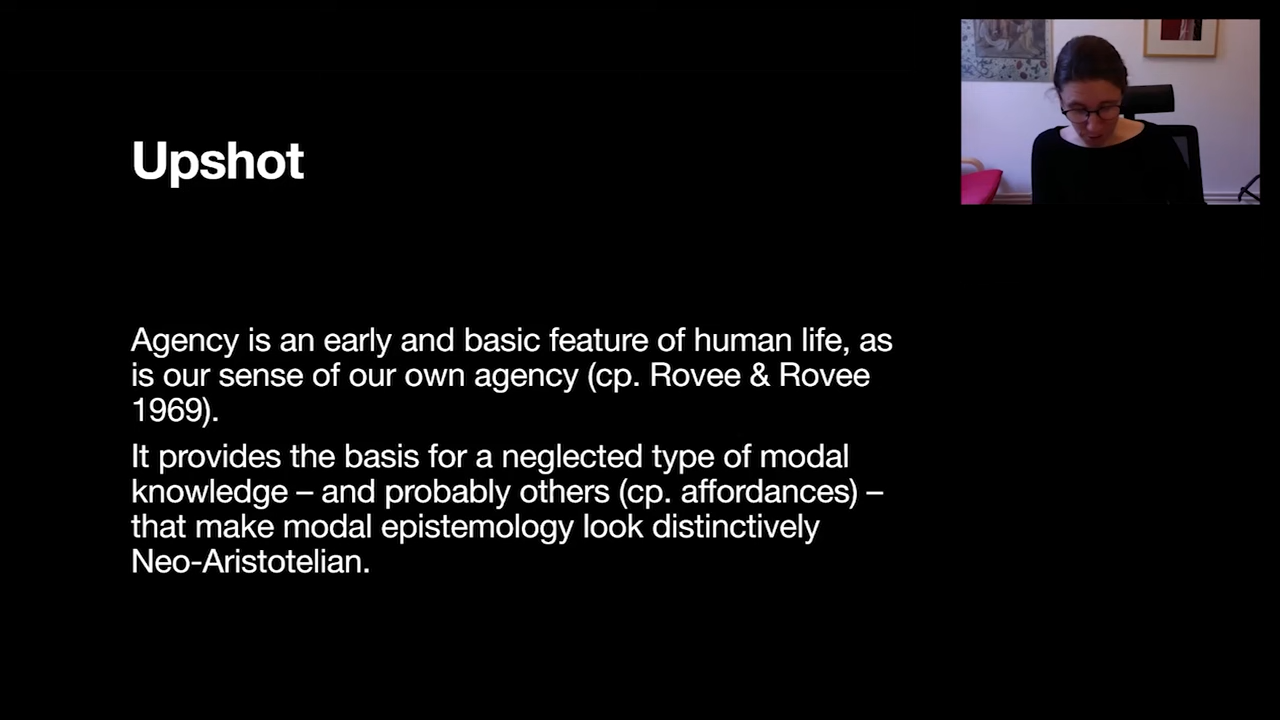 Upshot
Agency is an early and basic feature of human life, as
is our sense of our own agency (cp. Rovee & Rovee
1969).
It provides the basis for a neglected type of modal
knowledge – and probably others (cp. affordances) –
that make modal epistemology look distinctively
Neo-Aristotelian.